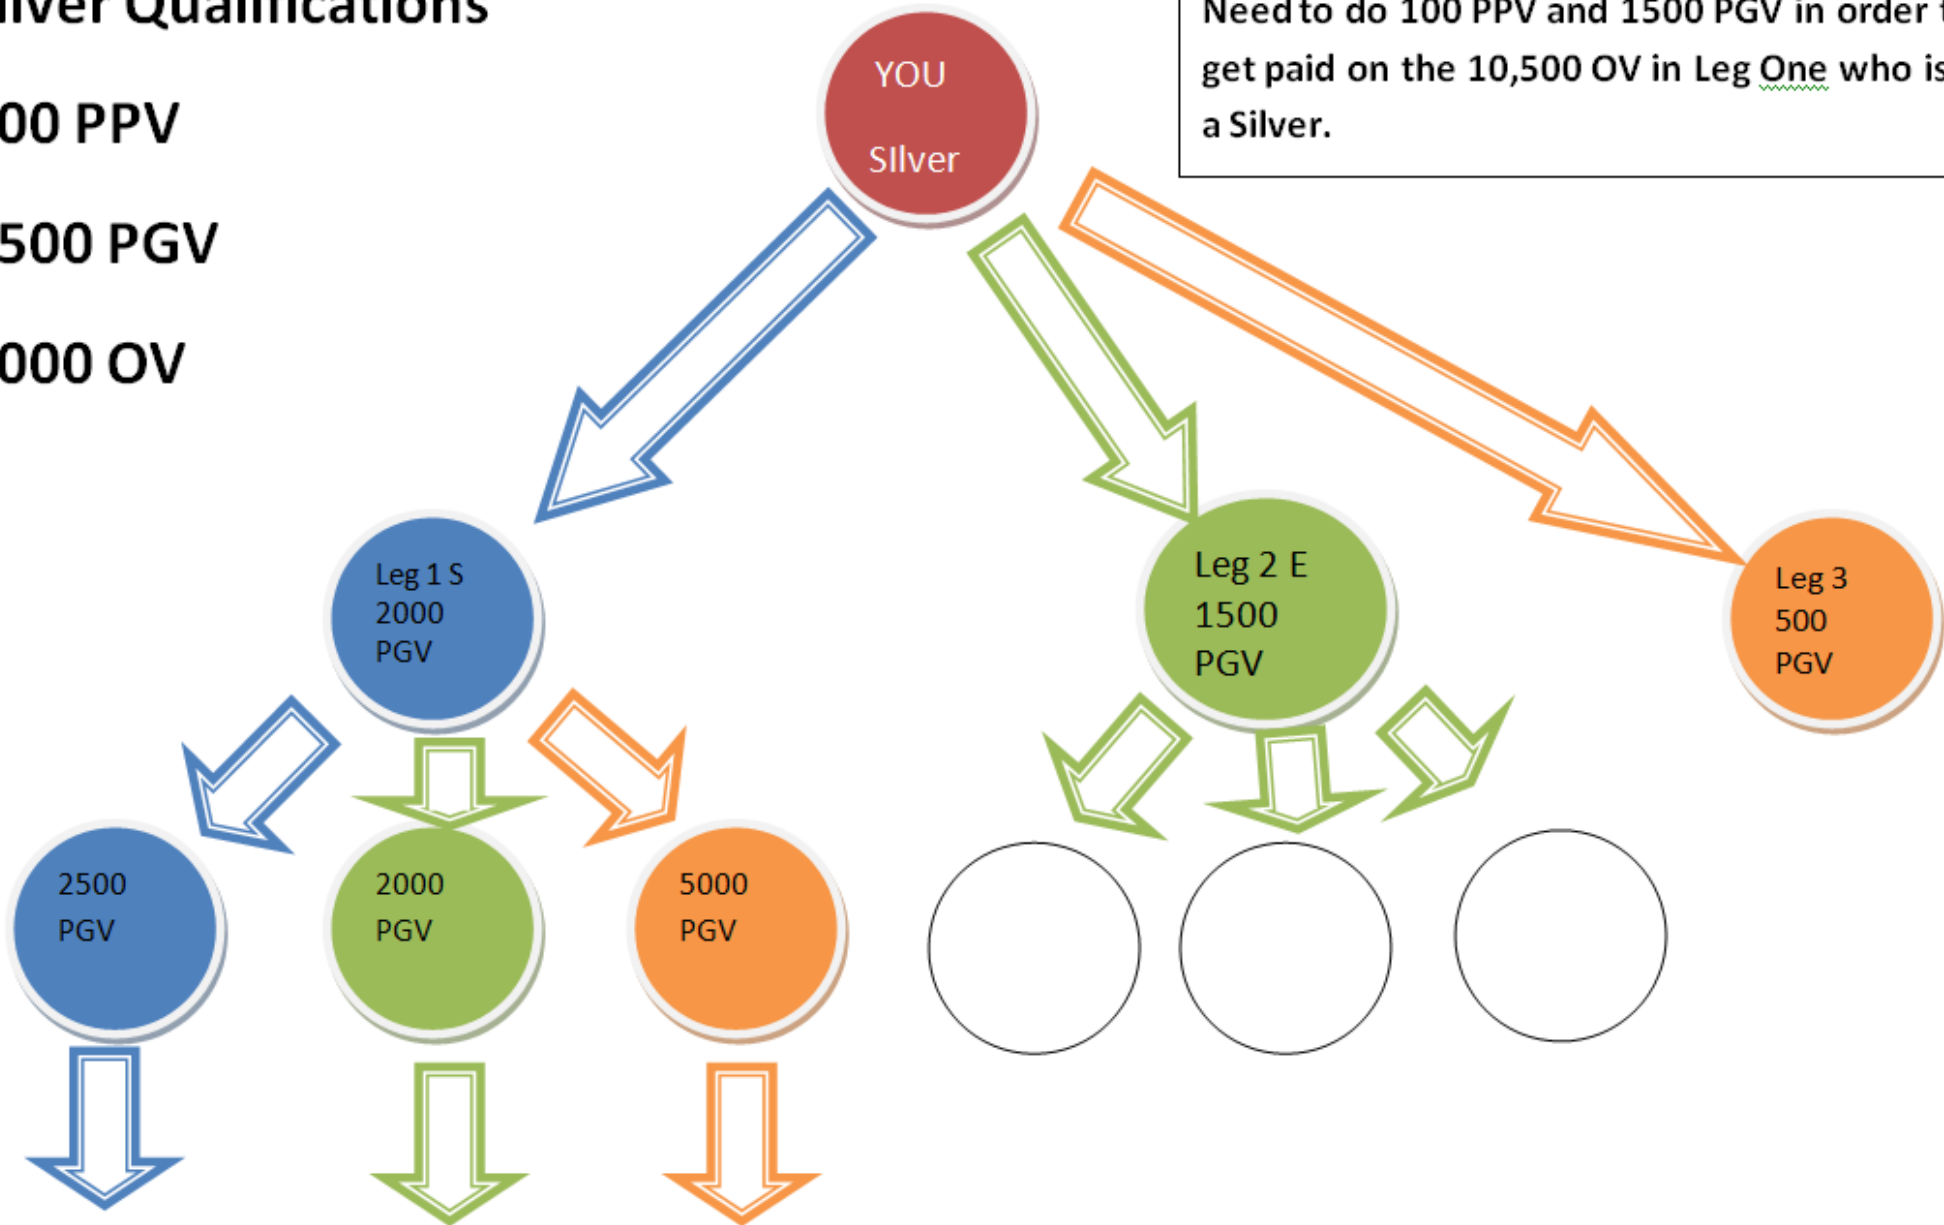 ilver Qualifications
00 PPV
500 PGV
000 OV
Need to do 100 PPV and 1500 PGV in order t
get paid on the 10,500 OV in Leg One who is
a Silver.
YOU
SIlver
Leg 1 S
2000
PGV
Leg 2 E
1500
PGV
Leg 3
500
PGV
2500
PGV
2000
PGV
5000
PGV